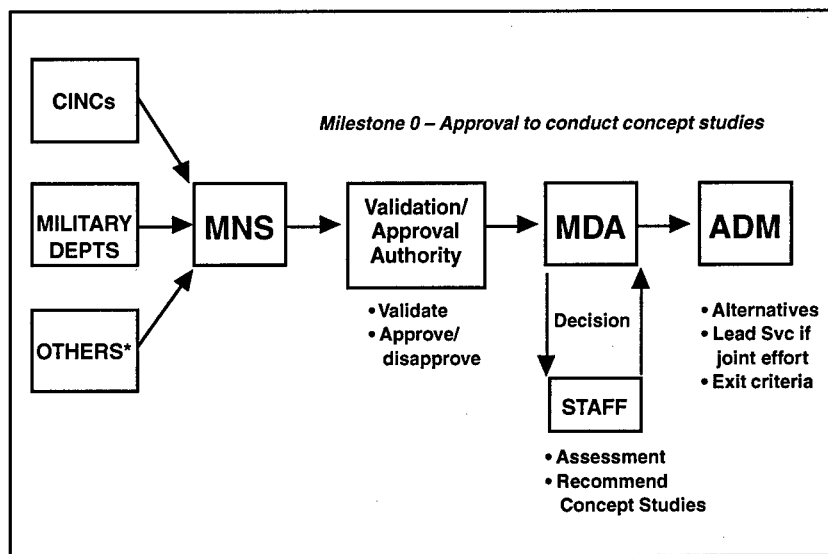 CINCs
Milestone 0 – Approval to conduct concept studies
MILITARY
DEPTS
OTHERS*
MNS
Validation/
Approval
Authority
• Validate
• Approve/
disapprove
MDA
Decision
STAFF
• Assessment
• Recommend
Concept Studies
ADM
• Alternatives
• Lead Svc if
joint effort
• Exit criteria